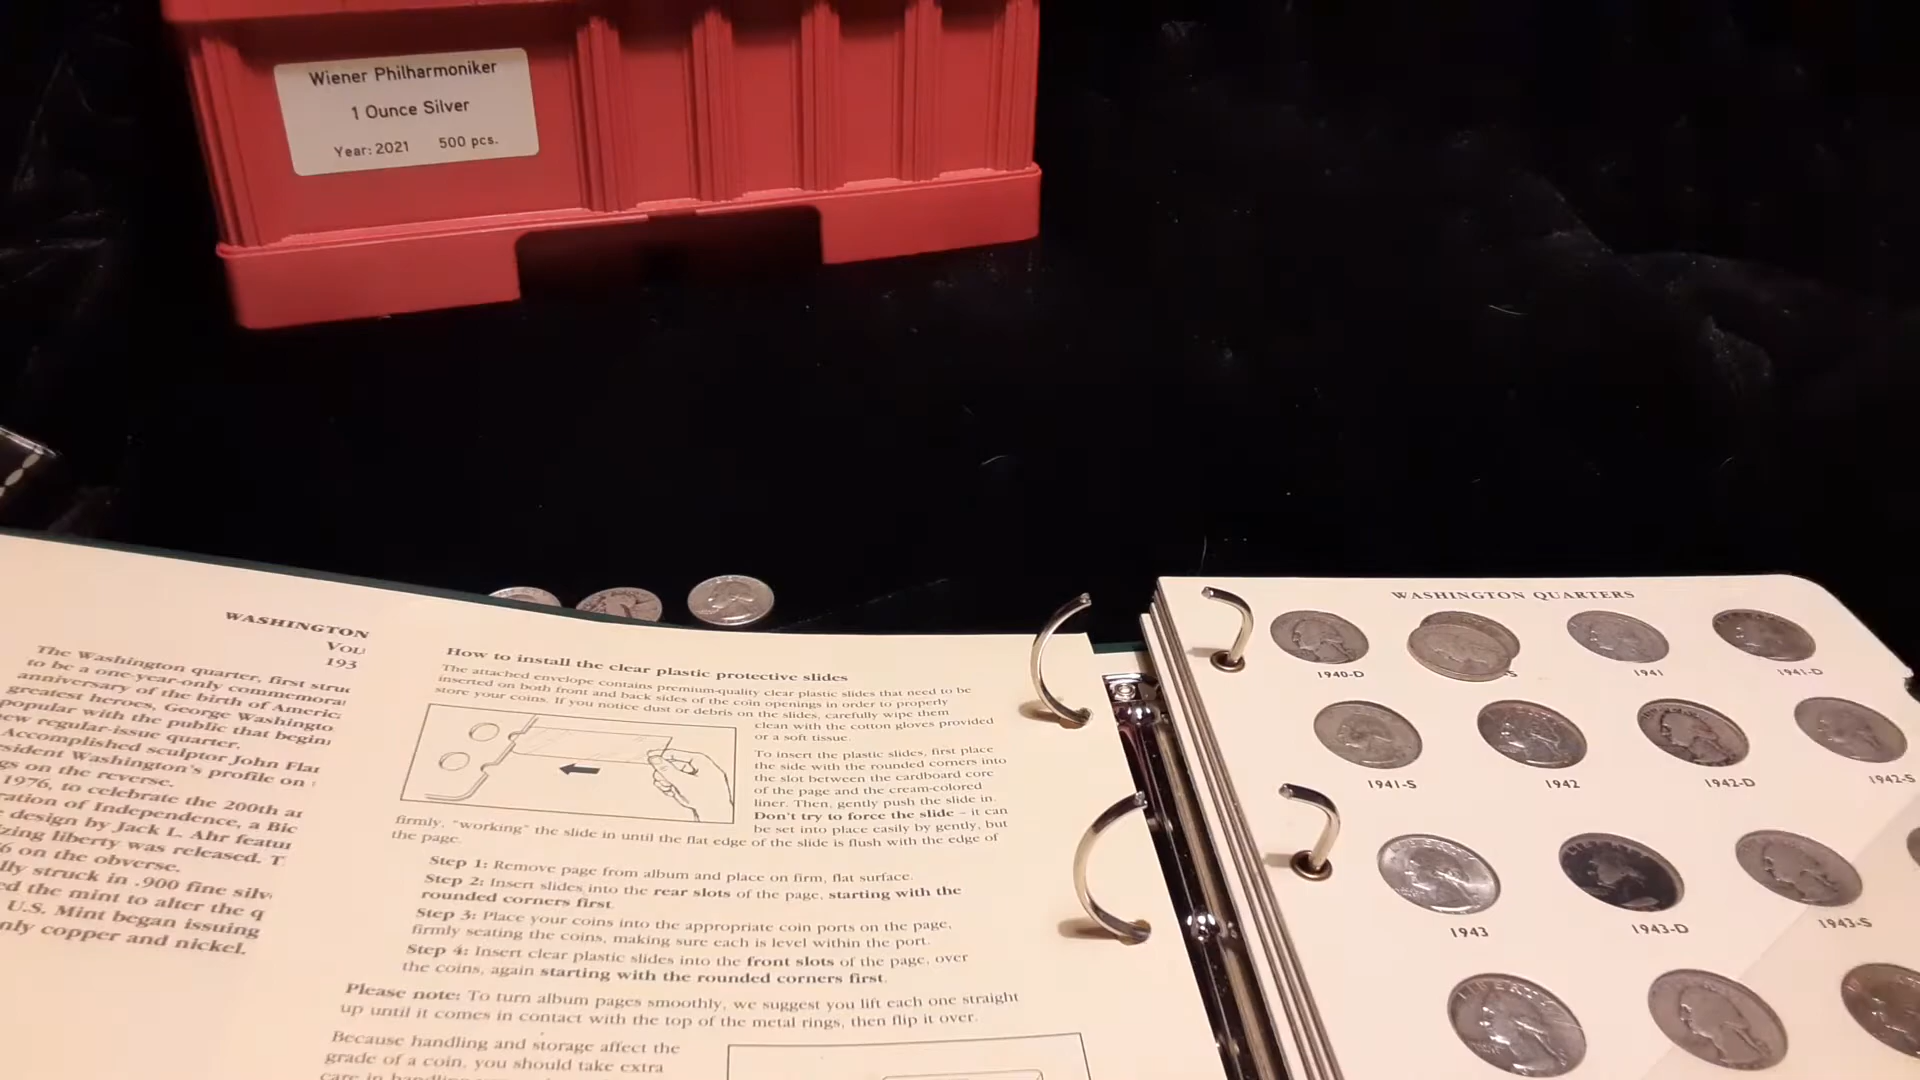 Wiener Philharmoniker
1 Ounce Silver
Year: 2021 500 pcs.
WASHINGTON
VOL
193
The Washington quarter, first struc
to be a one-year-only commemora
anniversary of the birth of Americ
greatest heroes, George Washingto
popular with the public that begin
ew regular-issue quarter.
Accomplished sculptor John Flar
sident Washington's profile on
gs on the reverse.
1976, to celebrate the 200th ar
ration of Independence, a Bic
design by Jack L. Ahr featur
zing liberty was released. T
6 on the obverse.
lly struck in .900 fine silv
ed the mint to alter the q
U.S. Mint began issuing
nly copper and nickel.
How to install the clear plastic protective slides
The attached envelope contains premium-quality clear plastic slides that need to be
inserted on both front and back sides of the coin openings in order to properly
store your coins. If you notice dust or debris on the slides, carefully wipe them
clean with the cotton gloves provided
or a soft tissue.
To insert the plastic slides, first place
the side with the rounded corners into
the slot between the cardboard core
of the page and the cream-colored
liner. Then, gently push the slide in.
Don't try to force the slide – it can
be set into place easily by gently, but
firmly, "working" the slide in until the flat edge of the slide is flush with the edge of
the page.
Step 1: Remove page from album and place on firm, flat surface.
Step 2: Insert slides into the rear slots of the page, starting with the
rounded corners first.
Step 3: Place your coins into the appropriate coin ports on the page,
firmly seating the coins, making sure each is level within the port.
Step 4: Insert clear plastic slides into the front slots of the page, over
the coins, again starting with the rounded corners first.
Please note: To turn album pages smoothly, we suggest you lift each one straight
up until it comes in contact with the top of the metal rings, then flip it over.
Because handling and storage affect the
grade of a coin, you should take extra
care in
WASHINGTON QUARTERS
1940-D S 1941 1941-D
1941-S 1942 1942-D 1942-S
LIBERTY
1943 1943-D 1943-S
LIBERTY